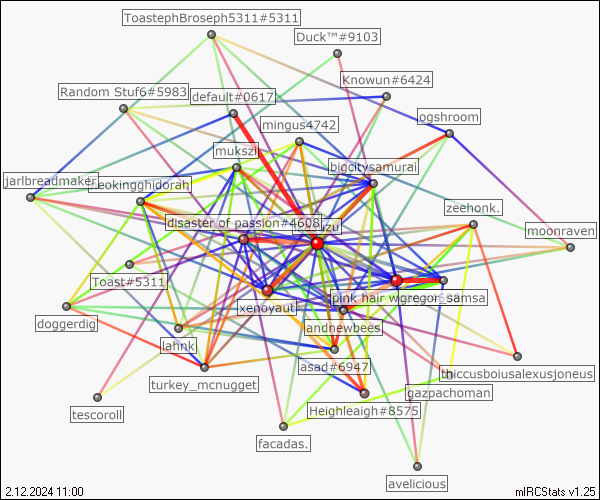 ToastephBroseph5311#5311
Duck™#9103
Knowun#6424
Random Stuf6#5983
default#0617
ogshroom
mingus4742
mukszi
bigcitysamurai
jarlbreadmaker
leokingghidorah
zeehonk.
disaster of passion#4608
moonraven
Toast#5311
pink hair w
gregor_samsa
xenoyaut
doggerdig
andnewbees
lahnk
asad#6947
thiccusboiusalexusjoneus
turkey_mcnugget
gazpachoman
Heighleaigh#8575
tescoroll
facadas.
avelicious
2.12.2024 11:00
mIRCStats v1.25